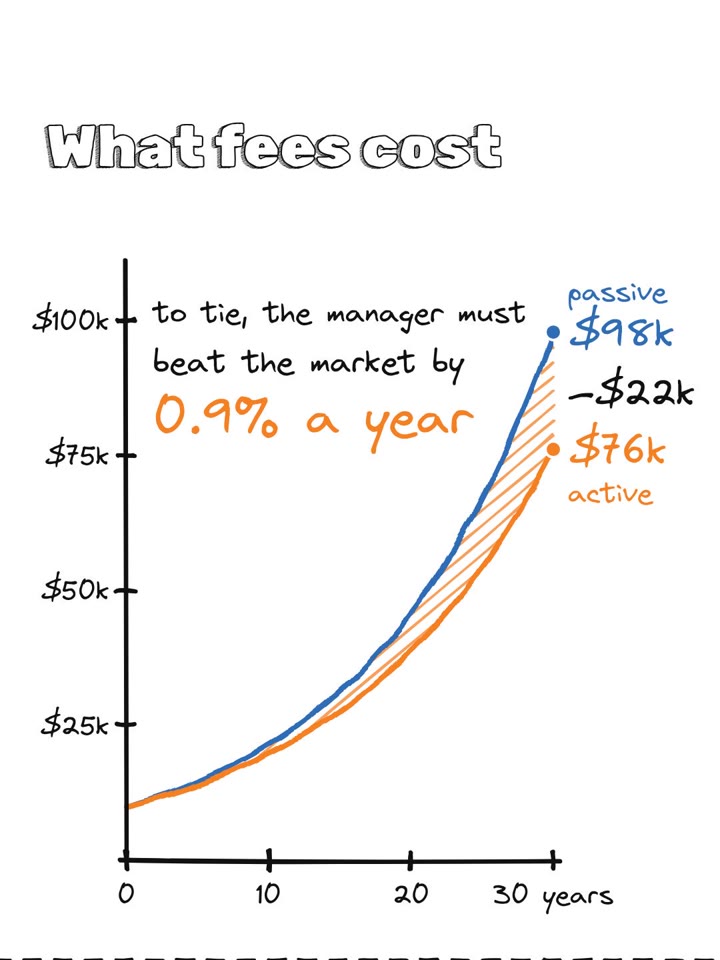 What fees cost
passive
$100k
to tie, the manager must
$98k
beat the market by
–$22k
0.9% a year
$75k
$76k
active
$50k
$25k
0
10
20
30 years